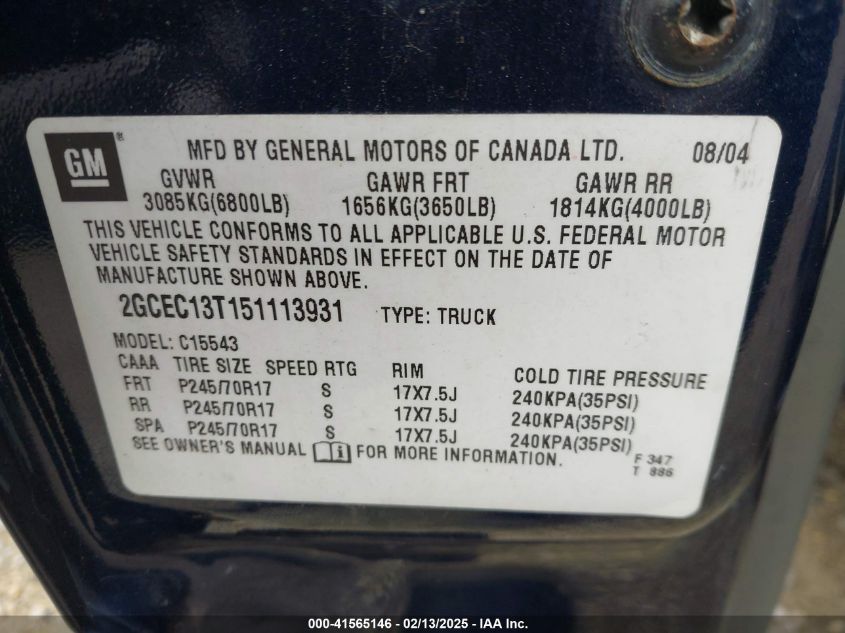 GM ® MFD BY GENERAL MOTORS OF CANADA LTD. 08/04
GVWR GAWR FRT GAWR RR
3085KG(6800LB) 1656KG(3650LB) 1814KG(4000LB)
THIS VEHICLE CONFORMS TO ALL APPLICABLE U.S. FEDERAL MOTOR
VEHICLE SAFETY STANDARDS IN EFFECT ON THE DATE OF
MANUFACTURE SHOWN ABOVE.
2GCEC13T151113931 TYPE: TRUCK
MODEL: C15543
CAAA TIRE SIZE SPEED RTG RIM COLD TIRE PRESSURE
FRT P245/70R17 S 17X7.5J 240KPA(35PSI)
RR P245/70R17 S 17X7.5J 240KPA(35PSI)
SPA P245/70R17 S 17X7.5J 240KPA(35PSI)
SEE OWNER'S MANUAL i FOR MORE INFORMATION.
F 347
T 886
000-41565146 — 02/13/2025 — IAA Inc.